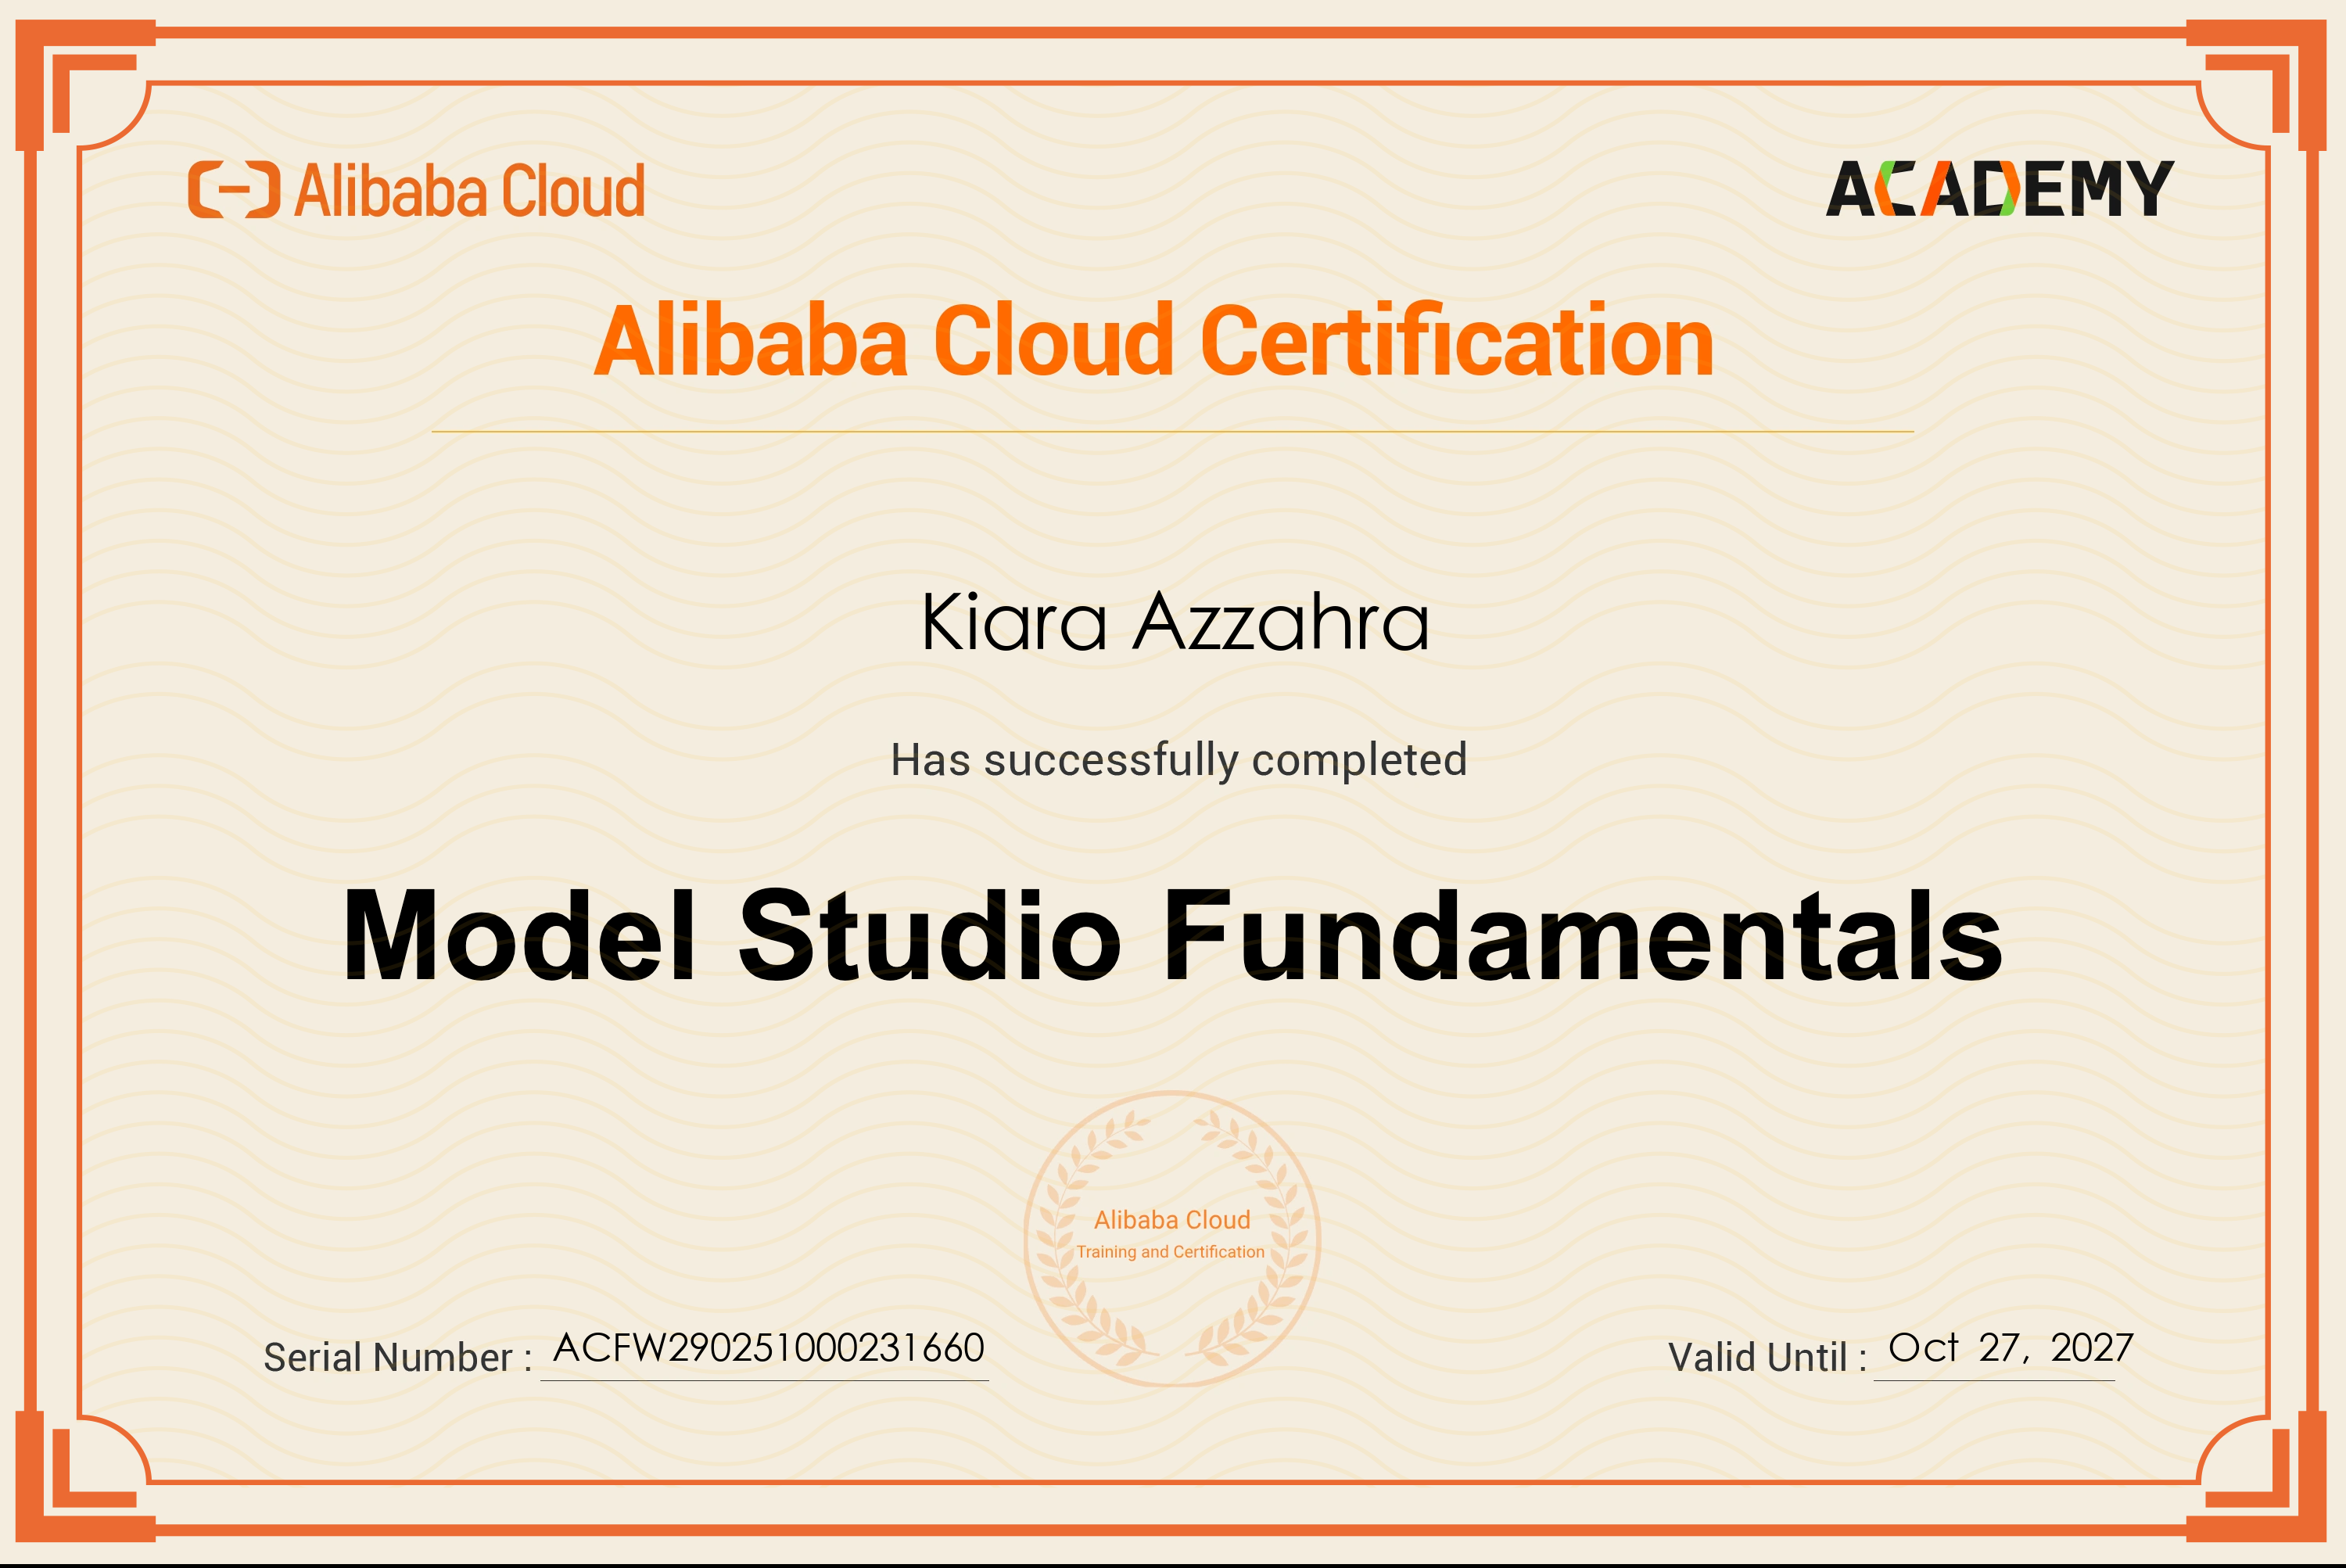 Alibaba Cloud
ACADEMY
Alibaba Cloud Certification
Kiara Azzahra
Has successfully completed
Model Studio Fundamentals
Alibaba Cloud
Training and Certification
Serial Number : ACFW290251000231660
Valid Until : Oct 27, 2027